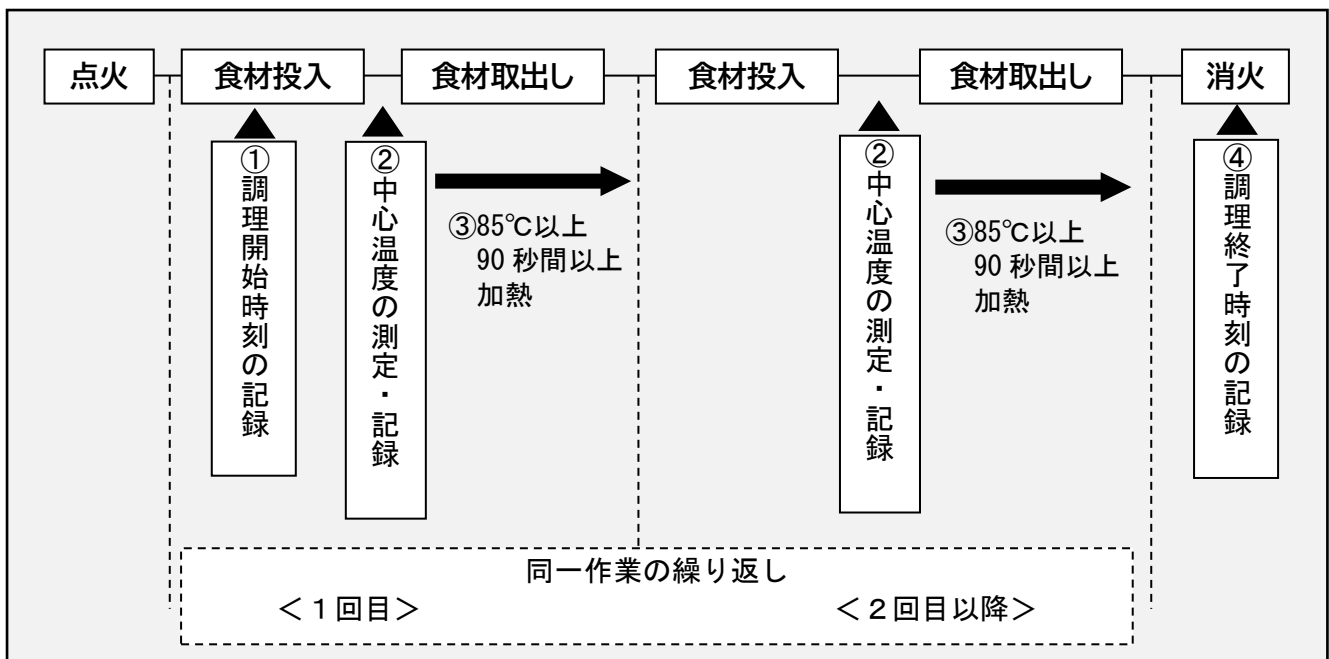 点火
食材投入
食材取出し
食材投入
食材取出し
消火
①調理開始時刻の記録
②中心温度の測定・記録
③85℃以上
90秒間以上
加熱
②中心温度の測定・記録
③85℃以上
90秒間以上
加熱
④調理終了時刻の記録
同一作業の繰り返し
＜１回目＞
＜２回目以降＞